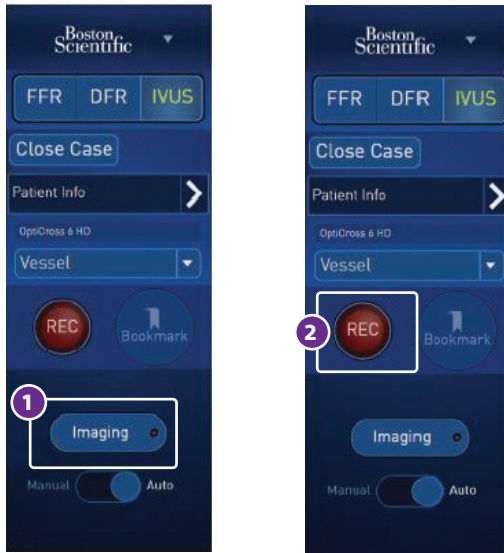 Boston
Scientific
FFR DFR IVUS
Close Case
Patient Info
OptiCross 6 HD
Vessel
REC
Bookmark
1
Imaging
Manual Auto
Boston
Scientific
FFR DFR IVUS
Close Case
Patient Info
OptiCross 6 HD
Vessel
2
REC
Bookmark
Imaging
Manual Auto